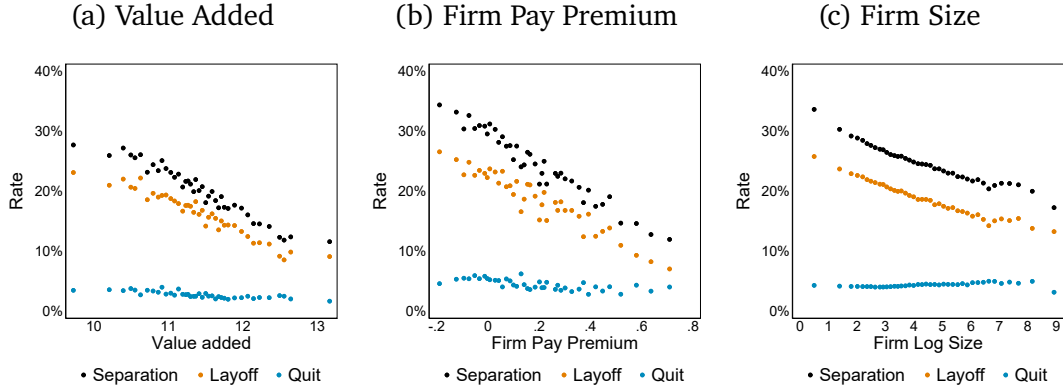 (a) Value Added
Rate
40%
30%
20%
10%
0%
10 11 12 13
Value added
Separation Layoff Quit
(b) Firm Pay Premium
Rate
40%
30%
20%
10%
0%
-.2 0 .2 .4 .6 .8
Firm Pay Premium
Separation Layoff Quit
(c) Firm Size
Rate
40%
30%
20%
10%
0%
0 1 2 3 4 5 6 7 8 9
Firm Log Size
Separation Layoff Quit